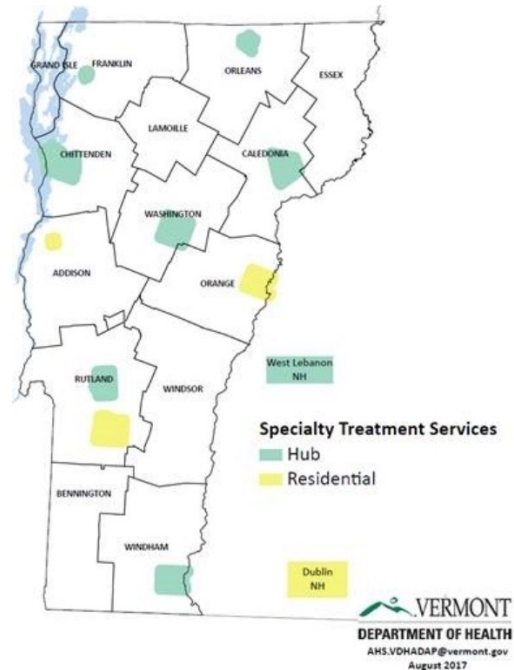 GRAND ISLE
FRANKLIN
ORLEANS
ESSEX
LAMOILLE
CHITTENDEN
CALEDONIA
WASHINGTON
ADDISON
ORANGE
RUTLAND
WINDSOR
West Lebanon
NH
Specialty Treatment Services
Hub
Residential
BENNINGTON
WINDHAM
Dublin
NH
VERMONT
DEPARTMENT OF HEALTH
AHS.VDHADAP@vermont.gov
August 2017